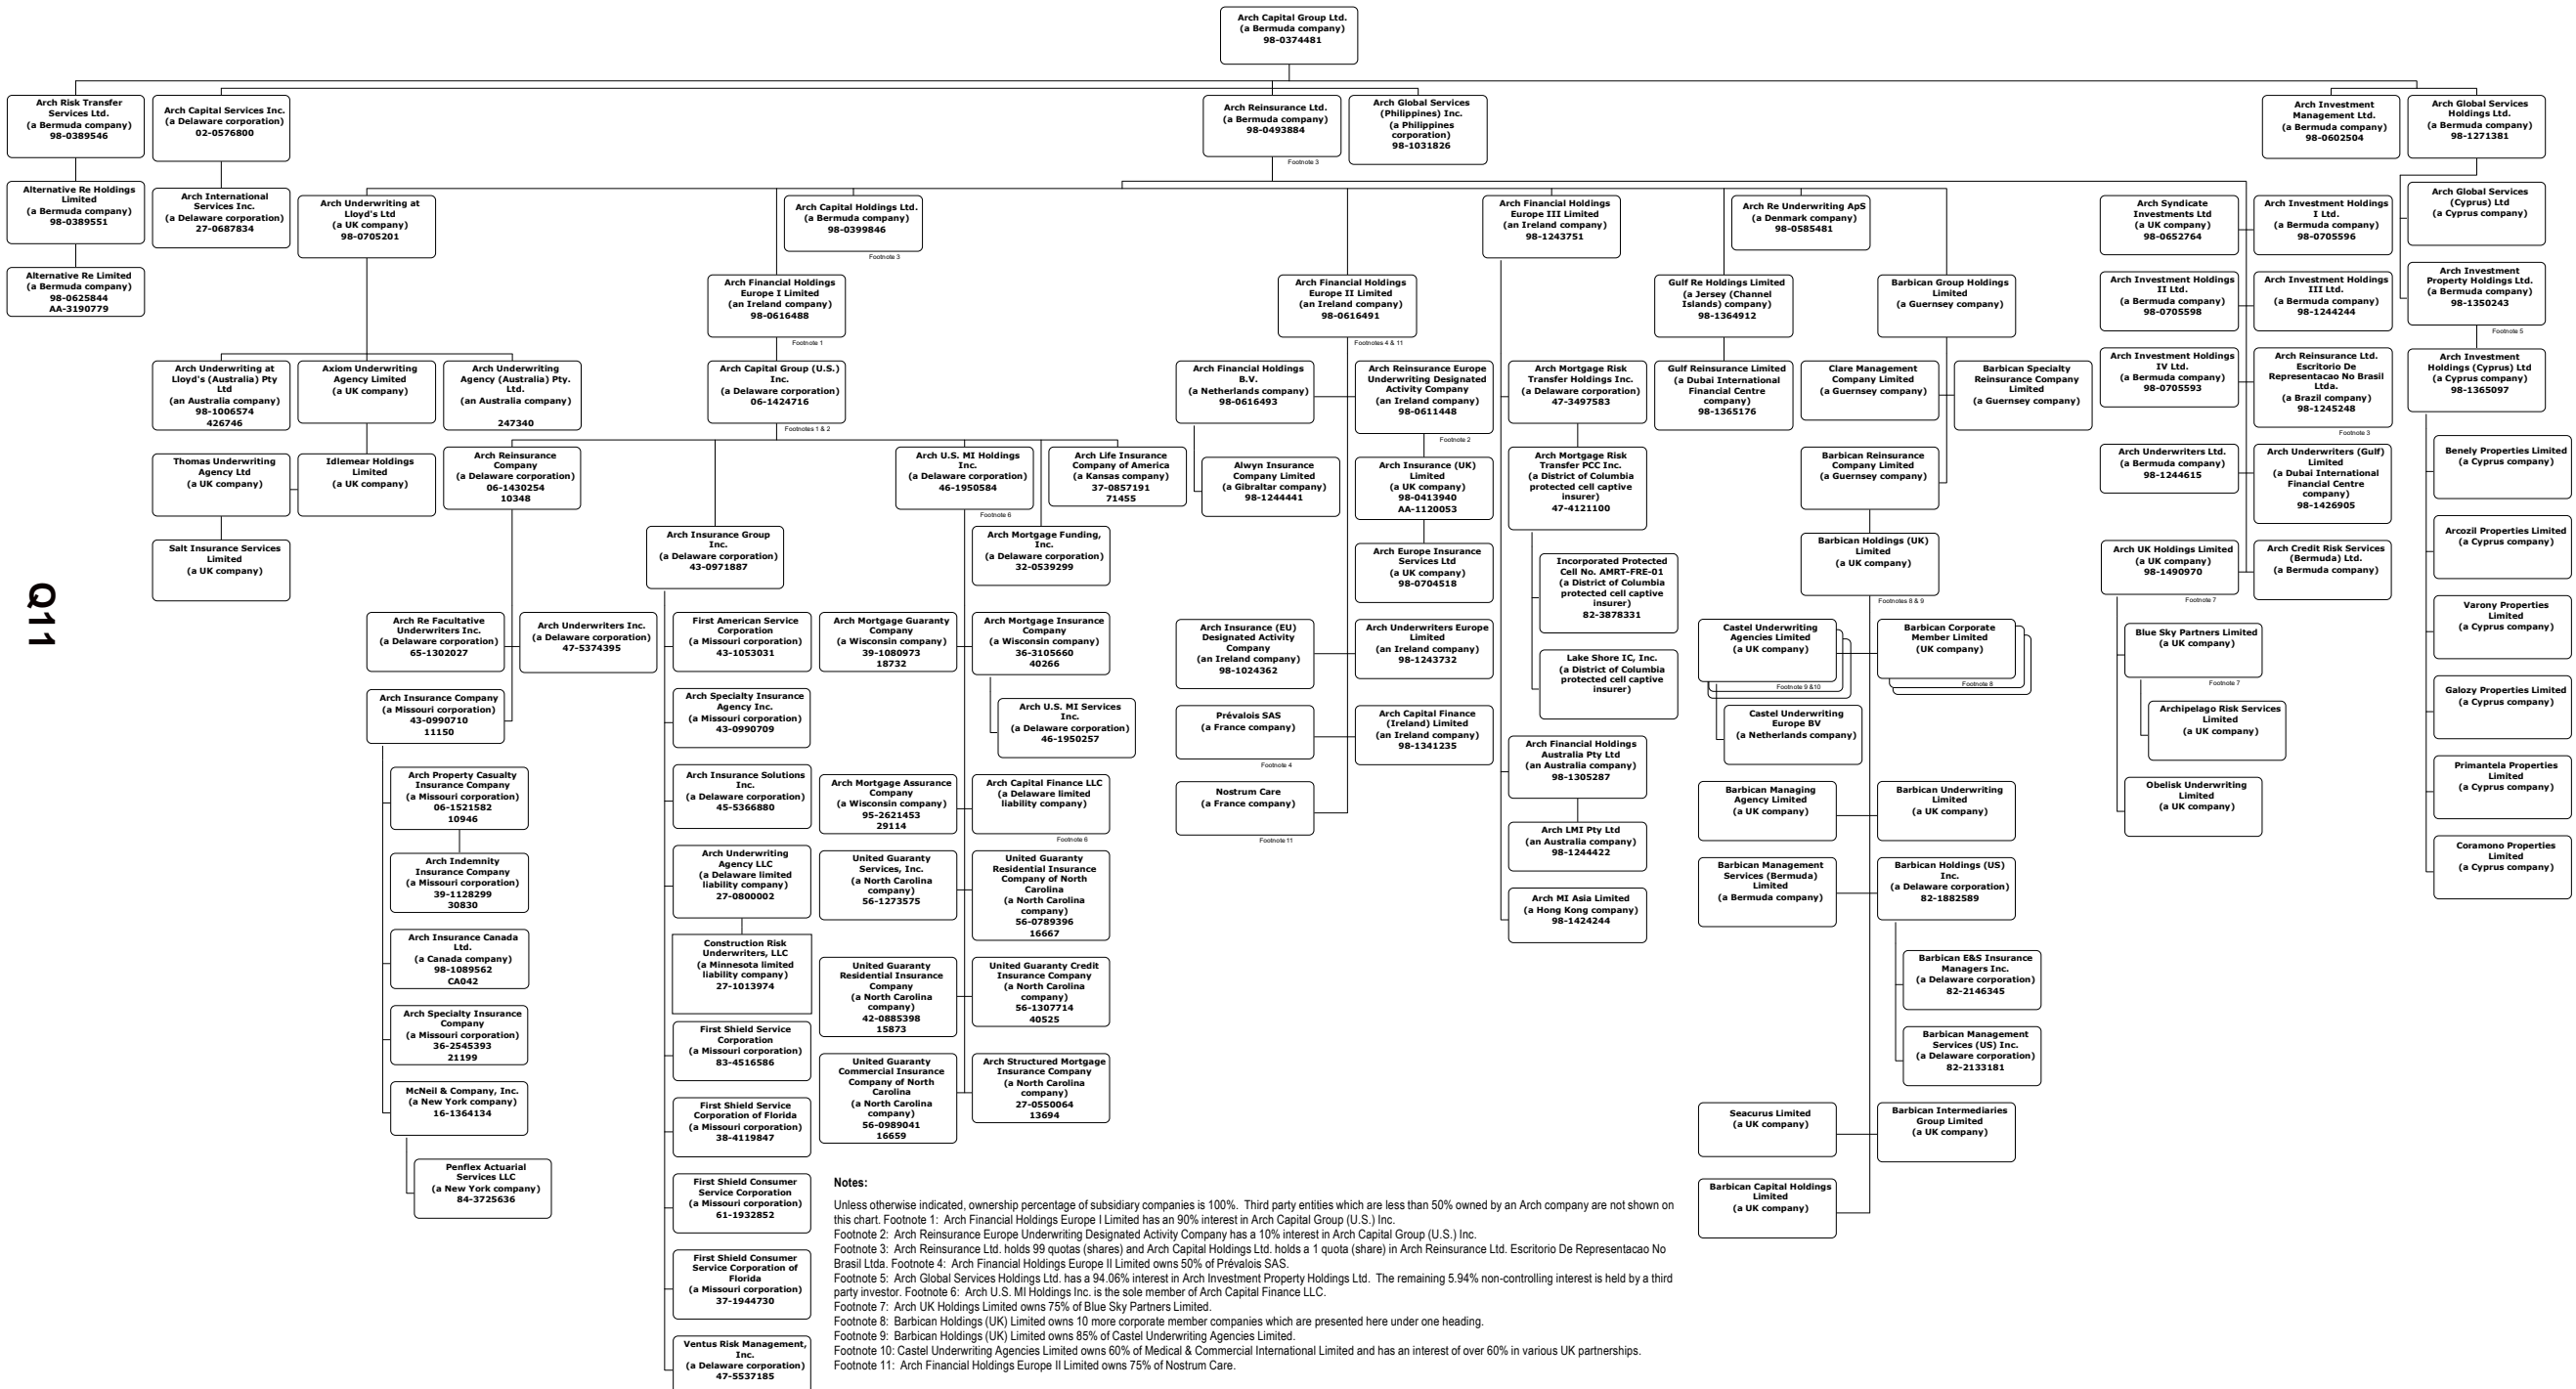 Arch Capital Group Ltd.
(a Bermuda company)
98-0374481
Arch Risk Transfer
Services Ltd.
(a Bermuda company)
98-0389546
Arch Capital Services Inc.
(a Delaware corporation)
02-0576800
Arch Reinsurance Ltd.
(a Bermuda company)
98-0493884
Footnote 3
Arch Global Services
(Philippines) Inc.
(a Philippines
corporation)
98-1031826
Arch Investment
Management Ltd.
(a Bermuda company)
98-0602504
Arch Global Services
Holdings Ltd.
(a Bermuda company)
98-1271381
Alternative Re Holdings
Limited
(a Bermuda company)
98-0389551
Arch International
Services Inc.
(a Delaware corporation)
27-0687834
Arch Underwriting at
Lloyd's Ltd
(a UK company)
98-0705201
Arch Capital Holdings Ltd.
(a Bermuda company)
98-0399846
Footnote 3
Arch Financial Holdings
Europe III Limited
(an Ireland company)
98-1243751
Arch Re Underwriting ApS
(a Denmark company)
98-0585481
Arch Syndicate
Investments Ltd
(a UK company)
98-0652764
Arch Investment Holdings
I Ltd.
(a Bermuda company)
98-0705596
Arch Global Services
(Cyprus) Ltd
(a Cyprus company)
Alternative Re Limited
(a Bermuda company)
98-0625844
AA-3190779
Arch Financial Holdings
Europe I Limited
(an Ireland company)
98-0616488
Footnote 1
Arch Financial Holdings
Europe II Limited
(an Ireland company)
98-0616491
Footnotes 4 & 11
Gulf Re Holdings Limited
(a Jersey (Channel
Islands) company)
98-1364912
Barbican Group Holdings
Limited
(a Guernsey company)
Arch Investment Holdings
II Ltd.
(a Bermuda company)
98-0705598
Arch Investment Holdings
III Ltd.
(a Bermuda company)
98-1244244
Arch Investment
Property Holdings Ltd.
(a Bermuda company)
98-1350243
Footnote 5
Arch Underwriting at
Lloyd's (Australia) Pty
Ltd
(an Australia company)
98-1006574
426746
Axiom Underwriting
Agency Limited
(a UK company)
Arch Underwriting
Agency (Australia) Pty.
Ltd.
(an Australia company)
247340
Arch Capital Group (U.S.)
Inc.
(a Delaware corporation)
06-1424716
Footnotes 1 & 2
Arch Financial Holdings
B.V.
(a Netherlands company)
98-0616493
Arch Reinsurance Europe
Underwriting Designated
Activity Company
(an Ireland company)
98-0611448
Footnote 2
Arch Mortgage Risk
Transfer Holdings Inc.
(a Delaware corporation)
47-3497583
Gulf Reinsurance Limited
(a Dubai International
Financial Centre
company)
98-1365176
Clare Management
Company Limited
(a Guernsey company)
Barbican Specialty
Reinsurance Company
Limited
(a Guernsey company)
Arch Investment Holdings
IV Ltd.
(a Bermuda company)
98-0705593
Arch Reinsurance Ltd.
Escritorio De
Representacao No Brasil
Ltda.
(a Brazil company)
98-1245248
Footnote 3
Arch Investment
Holdings (Cyprus) Ltd
(a Cyprus company)
98-1365097
Thomas Underwriting
Agency Ltd
(a UK company)
Idlemear Holdings
Limited
(a UK company)
Arch Reinsurance
Company
(a Delaware corporation)
06-1430254
10348
Arch U.S. MI Holdings
Inc.
(a Delaware corporation)
46-1950584
Footnote 6
Arch Life Insurance
Company of America
(a Kansas company)
37-0857191
71455
Alwyn Insurance
Company Limited
(a Gibraltar company)
98-1244441
Arch Insurance (UK)
Limited
(a UK company)
98-0413940
AA-1120053
Arch Mortgage Risk
Transfer PCC Inc.
(a District of Columbia
protected cell captive
insurer)
47-4121100
Barbican Reinsurance
Company Limited
(a Guernsey company)
Arch Underwriters Ltd.
(a Bermuda company)
98-1244615
Arch Underwriters (Gulf)
Limited
(a Dubai International
Financial Centre
company)
98-1426905
Benely Properties Limited
(a Cyprus company)
Salt Insurance Services
Limited
(a UK company)
Arch Insurance Group
Inc.
(a Delaware corporation)
43-0971887
Arch Mortgage Funding,
Inc.
(a Delaware corporation)
32-0539299
Arch Europe Insurance
Services Ltd
(a UK company)
98-0704518
Incorporated Protected
Cell No. AMRT-FRE-01
(a District of Columbia
protected cell captive
insurer)
82-3878331
Barbican Holdings (UK)
Limited
(a UK company)
Footnotes 8 & 9
Arch UK Holdings Limited
(a UK company)
98-1490970
Footnote 7
Arch Credit Risk Services
(Bermuda) Ltd.
(a Bermuda company)
Arcozil Properties Limited
(a Cyprus company)
Q11
Arch Re Facultative
Underwriters Inc.
(a Delaware corporation)
65-1302027
Arch Underwriters Inc.
(a Delaware corporation)
47-5374395
First American Service
Corporation
(a Missouri corporation)
43-1053031
Arch Mortgage Guaranty
Company
(a Wisconsin company)
39-1080973
18732
Arch Mortgage Insurance
Company
(a Wisconsin company)
36-3105660
40266
Arch Insurance (EU)
Designated Activity
Company
(an Ireland company)
98-1024362
Arch Underwriters Europe
Limited
(an Ireland company)
98-1243732
Lake Shore IC, Inc.
(a District of Columbia
protected cell captive
insurer)
Castel Underwriting
Agencies Limited
(a UK company)
Footnote 9 &10
Barbican Corporate
Member Limited
(UK company)
Footnote 8
Blue Sky Partners Limited
(a UK company)
Footnote 7
Varony Properties
Limited
(a Cyprus company)
Arch Insurance Company
(a Missouri corporation)
43-0990710
11150
Arch Specialty Insurance
Agency Inc.
(a Missouri corporation)
43-0990709
Arch U.S. MI Services
Inc.
(a Delaware corporation)
46-1950257
Prévalois SAS
(a France company)
Footnote 4
Arch Capital Finance
(Ireland) Limited
(an Ireland company)
98-1341235
Arch Financial Holdings
Australia Pty Ltd
(an Australia company)
98-1305287
Castel Underwriting
Europe BV
(a Netherlands company)
Archipelago Risk Services
Limited
(a UK company)
Galozy Properties Limited
(a Cyprus company)
Arch Property Casualty
Insurance Company
(a Missouri corporation)
06-1521582
10946
Arch Insurance Solutions
Inc.
(a Delaware corporation)
45-5366880
Arch Mortgage Assurance
Company
(a Wisconsin company)
95-2621453
29114
Arch Capital Finance LLC
(a Delaware limited
liability company)
Footnote 6
Nostrum Care
(a France company)
Footnote 11
Arch LMI Pty Ltd
(an Australia company)
98-1244422
Barbican Managing
Agency Limited
(a UK company)
Barbican Underwriting
Limited
(a UK company)
Obelisk Underwriting
Limited
(a UK company)
Primantela Properties
Limited
(a Cyprus company)
Arch Indemnity
Insurance Company
(a Missouri corporation)
39-1128299
30830
Arch Underwriting
Agency LLC
(a Delaware limited
liability company)
27-0800002
United Guaranty
Services, Inc.
(a North Carolina
company)
56-1273575
United Guaranty
Residential Insurance
Company of North
Carolina
(a North Carolina
company)
56-0789396
16667
Arch MI Asia Limited
(a Hong Kong company)
98-1424244
Barbican Management
Services (Bermuda)
Limited
(a Bermuda company)
Barbican Holdings (US)
Inc.
(a Delaware corporation)
82-1882589
Coramono Properties
Limited
(a Cyprus company)
Arch Insurance Canada
Ltd.
(a Canada company)
98-1089562
CA042
Construction Risk
Underwriters, LLC
(a Minnesota limited
liability company)
27-1013974
United Guaranty
Residential Insurance
Company
(a North Carolina
company)
42-0885398
15873
United Guaranty Credit
Insurance Company
(a North Carolina
company)
56-1307714
40525
Barbican E&S Insurance
Managers Inc.
(a Delaware corporation)
82-2146345
Arch Specialty Insurance
Company
(a Missouri corporation)
36-2545393
21199
First Shield Service
Corporation
(a Missouri corporation)
83-4516586
United Guaranty
Commercial Insurance
Company of North
Carolina
(a North Carolina
company)
56-0989041
16659
Arch Structured Mortgage
Insurance Company
(a North Carolina
company)
27-0550064
13694
Barbican Management
Services (US) Inc.
(a Delaware corporation)
82-2133181
McNeil & Company, Inc.
(a New York company)
16-1364134
First Shield Service
Corporation of Florida
(a Missouri corporation)
38-4119847
Seacurus Limited
(a UK company)
Barbican Intermediaries
Group Limited
(a UK company)
Penflex Actuarial
Services LLC
(a New York company)
84-3725636
First Shield Consumer
Service Corporation
(a Missouri corporation)
61-1932852
Barbican Capital Holdings
Limited
(a UK company)
First Shield Consumer
Service Corporation of
Florida
(a Missouri corporation)
37-1944730
Ventus Risk Management,
Inc.
(a Delaware corporation)
47-5537185
Notes:
Unless otherwise indicated, ownership percentage of subsidiary companies is 100%. Third party entities which are less than 50% owned by an Arch company are not shown on
this chart. Footnote 1: Arch Financial Holdings Europe I Limited has an 90% interest in Arch Capital Group (U.S.) Inc.
Footnote 2: Arch Reinsurance Europe Underwriting Designated Activity Company has a 10% interest in Arch Capital Group (U.S.) Inc.
Footnote 3: Arch Reinsurance Ltd. holds 99 quotas (shares) and Arch Capital Holdings Ltd. holds a 1 quota (share) in Arch Reinsurance Ltd. Escritorio De Representacao No
Brasil Ltda. Footnote 4: Arch Financial Holdings Europe II Limited owns 50% of Prévalois SAS.
Footnote 5: Arch Global Services Holdings Ltd. has a 94.06% interest in Arch Investment Property Holdings Ltd. The remaining 5.94% non-controlling interest is held by a third
party investor. Footnote 6: Arch U.S. MI Holdings Inc. is the sole member of Arch Capital Finance LLC.
Footnote 7: Arch UK Holdings Limited owns 75% of Blue Sky Partners Limited.
Footnote 8: Barbican Holdings (UK) Limited owns 10 more corporate member companies which are presented here under one heading.
Footnote 9: Barbican Holdings (UK) Limited owns 85% of Castel Underwriting Agencies Limited.
Footnote 10: Castel Underwriting Agencies Limited owns 60% of Medical & Commercial International Limited and has an interest of over 60% in various UK partnerships.
Footnote 11: Arch Financial Holdings Europe II Limited owns 75% of Nostrum Care.